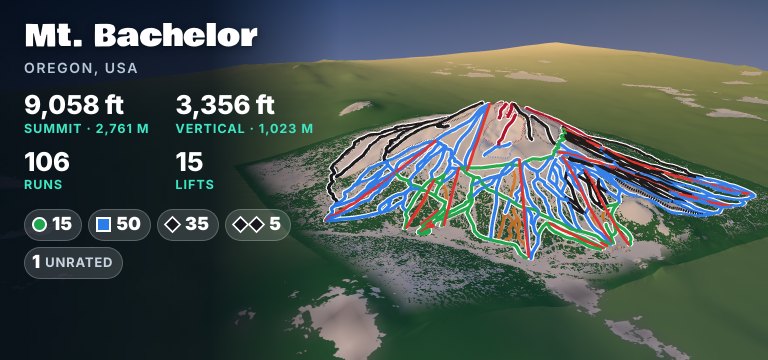 Mt. Bachelor
OREGON, USA
9,058 ft 3,356 ft
SUMMIT · 2,761 M VERTICAL · 1,023 M
106 15
RUNS LIFTS
15 50 35 5
1 UNRATED